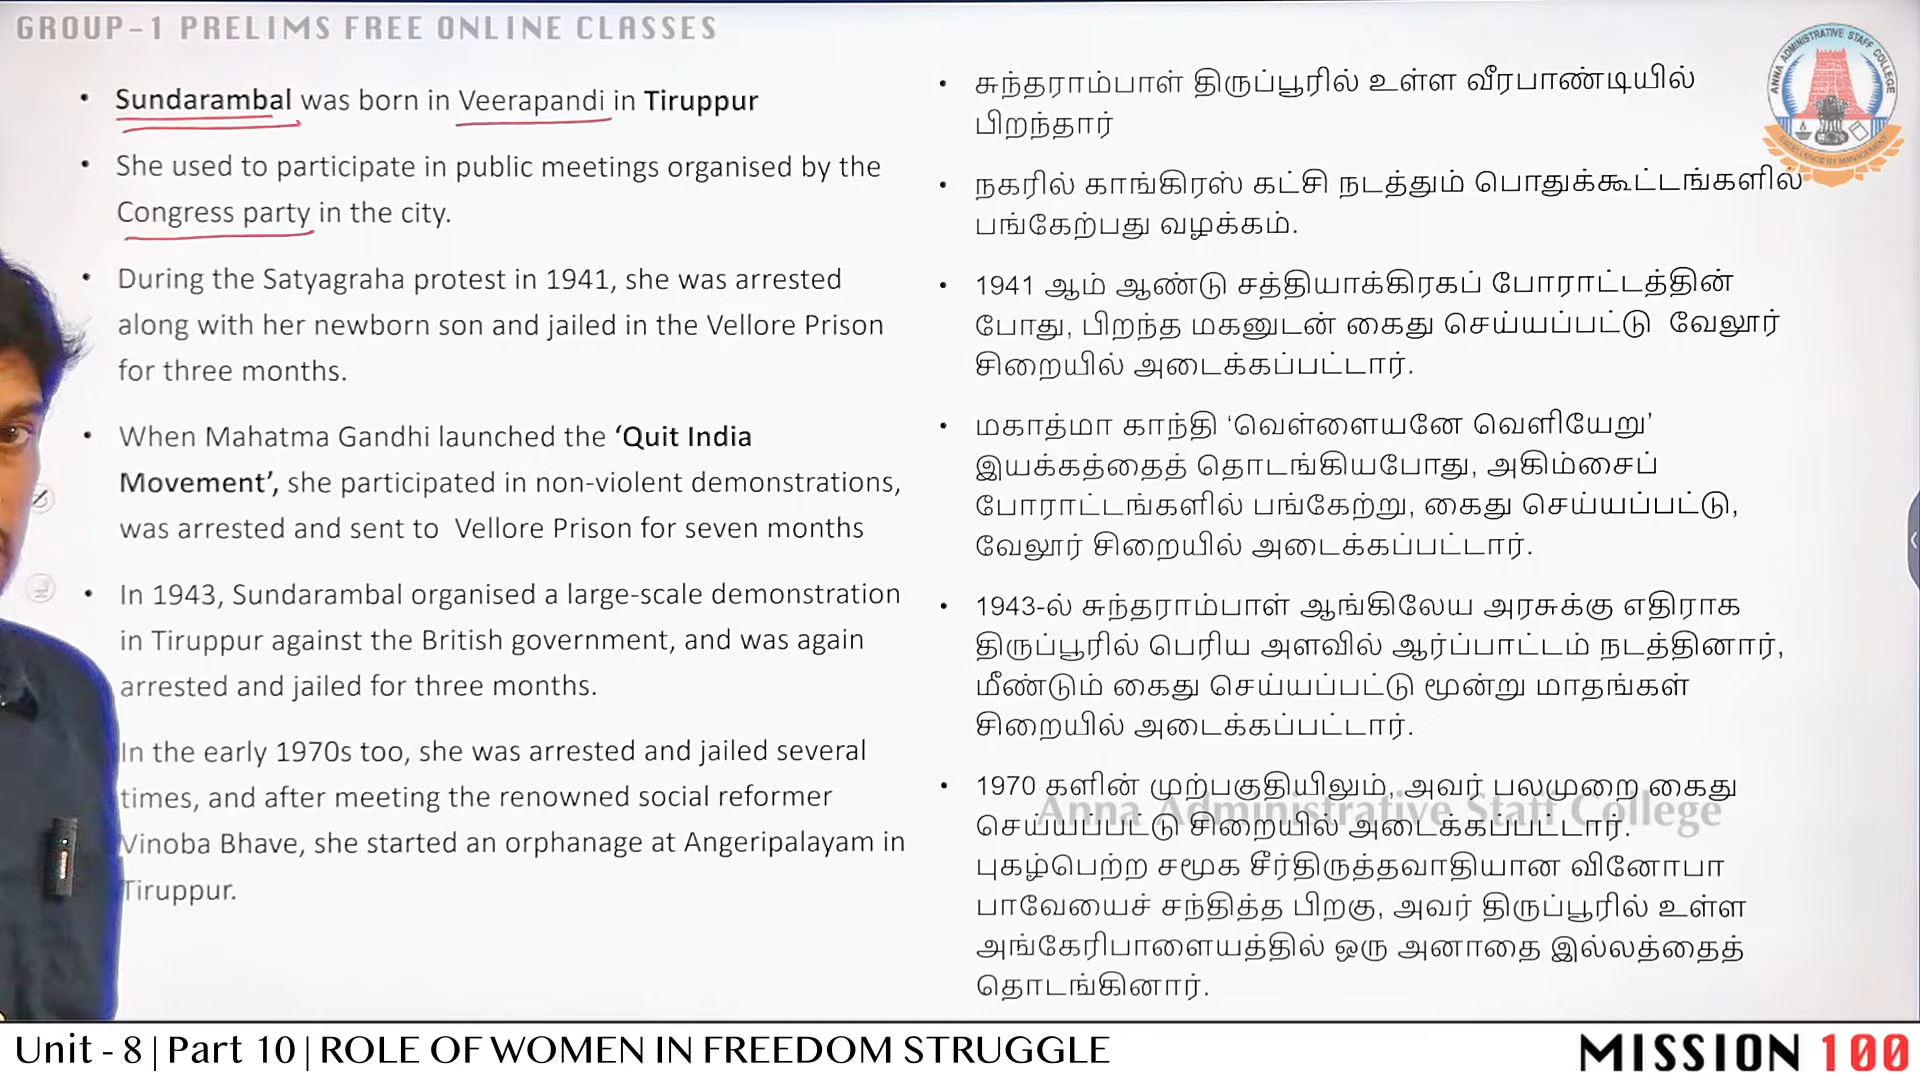 GROUP-1 PRELIMS FREE ONLINE CLASSES
ANNA ADMINISTRATIVE STAFF COLLEGE
EXCELLENCE BY MANAGEMENT
• Sundarambal was born in Veerapandi in Tiruppur
• She used to participate in public meetings organised by the
Congress party in the city.
• During the Satyagraha protest in 1941, she was arrested
along with her newborn son and jailed in the Vellore Prison
for three months.
• When Mahatma Gandhi launched the ‘Quit India
Movement’, she participated in non-violent demonstrations,
was arrested and sent to Vellore Prison for seven months
• In 1943, Sundarambal organised a large-scale demonstration
in Tiruppur against the British government, and was again
arrested and jailed for three months.
In the early 1970s too, she was arrested and jailed several
times, and after meeting the renowned social reformer
Vinoba Bhave, she started an orphanage at Angeripalayam in
Tiruppur.
• சுந்தராம்பாள் திருப்பூரில் உள்ள வீரபாண்டியில்
பிறந்தார்
• நகரில் காங்கிரஸ் கட்சி நடத்தும் பொதுக்கூட்டங்களில்
பங்கேற்பது வழக்கம்.
• 1941 ஆம் ஆண்டு சத்தியாக்கிரகப் போராட்டத்தின்
போது, பிறந்த மகனுடன் கைது செய்யப்பட்டு வேலூர்
சிறையில் அடைக்கப்பட்டார்.
• மகாத்மா காந்தி ‘வெள்ளையனே வெளியேறு’
இயக்கத்தைத் தொடங்கியபோது, அகிம்சைப்
போராட்டங்களில் பங்கேற்று, கைது செய்யப்பட்டு,
வேலூர் சிறையில் அடைக்கப்பட்டார்.
• 1943-ல் சுந்தராம்பாள் ஆங்கிலேய அரசுக்கு எதிராக
திருப்பூரில் பெரிய அளவில் ஆர்ப்பாட்டம் நடத்தினார்,
மீண்டும் கைது செய்யப்பட்டு மூன்று மாதங்கள்
சிறையில் அடைக்கப்பட்டார்.
• 1970 களின் முற்பகுதியிலும், அவர் பலமுறை கைது
செய்யப்பட்டு சிறையில் அடைக்கப்பட்டார்.
Anna Administrative Staff College
புகழ்பெற்ற சமூக சீர்திருத்தவாதியான வினோபா
பாவேயைச் சந்தித்த பிறகு, அவர் திருப்பூரில் உள்ள
அங்கேரிபாளையத்தில் ஒரு அனாதை இல்லத்தைத்
தொடங்கினார்.
Unit - 8 | Part 10 | ROLE OF WOMEN IN FREEDOM STRUGGLE
MISSION 100